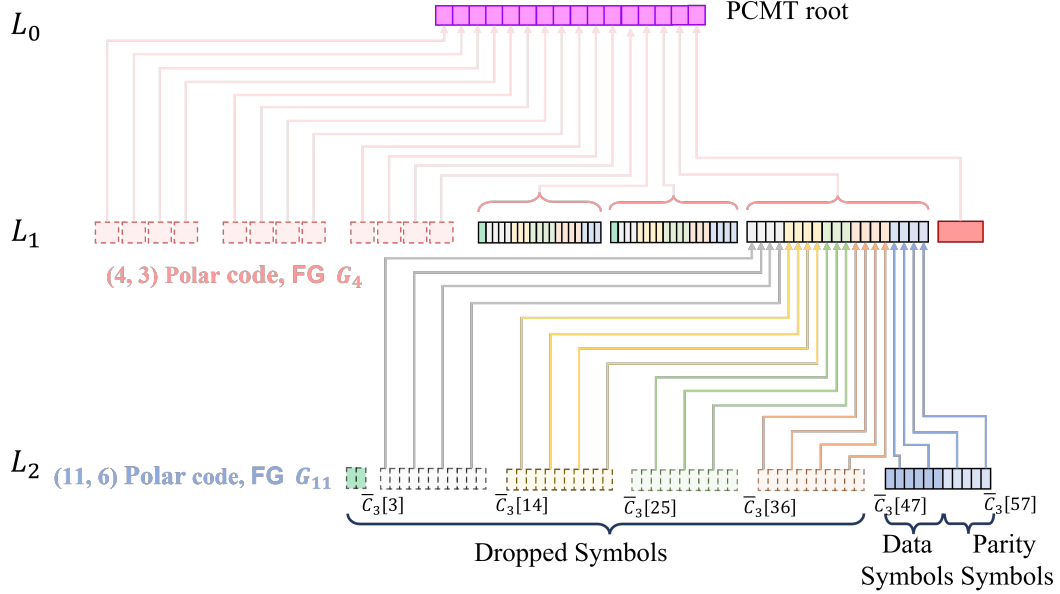 L₀
PCMT root
L₁
(4, 3) Polar code, FG G₄
L₂
(11, 6) Polar code, FG G₁₁
C̅₃[3]
C̅₃[14]
C̅₃[25]
C̅₃[36]
C̅₃[47]
C̅₃[57]
Dropped Symbols
Data
Symbols
Parity
Symbols